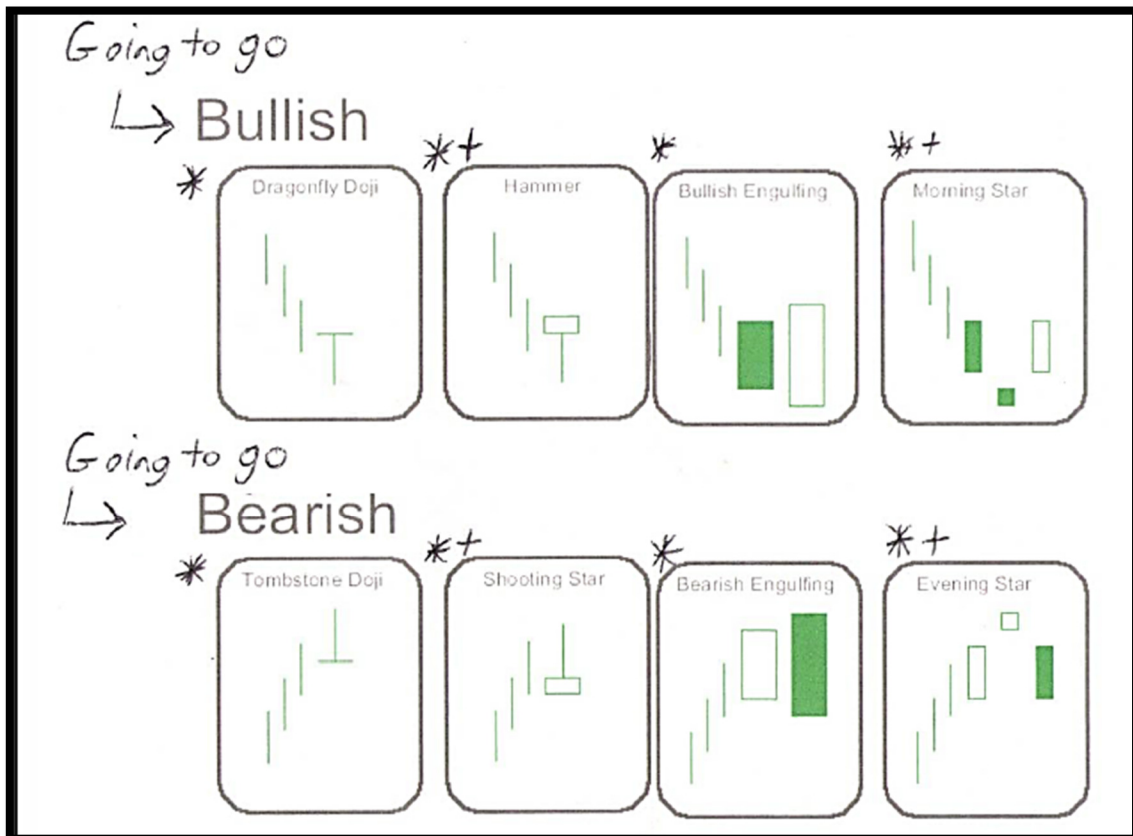 Going to go
↳ Bullish
* *+ * *+
Dragonfly Doji Hammer Bullish Engulfing Morning Star
Going to go
↳ Bearish
* *+ * *+
Tombstone Doji Shooting Star Bearish Engulfing Evening Star